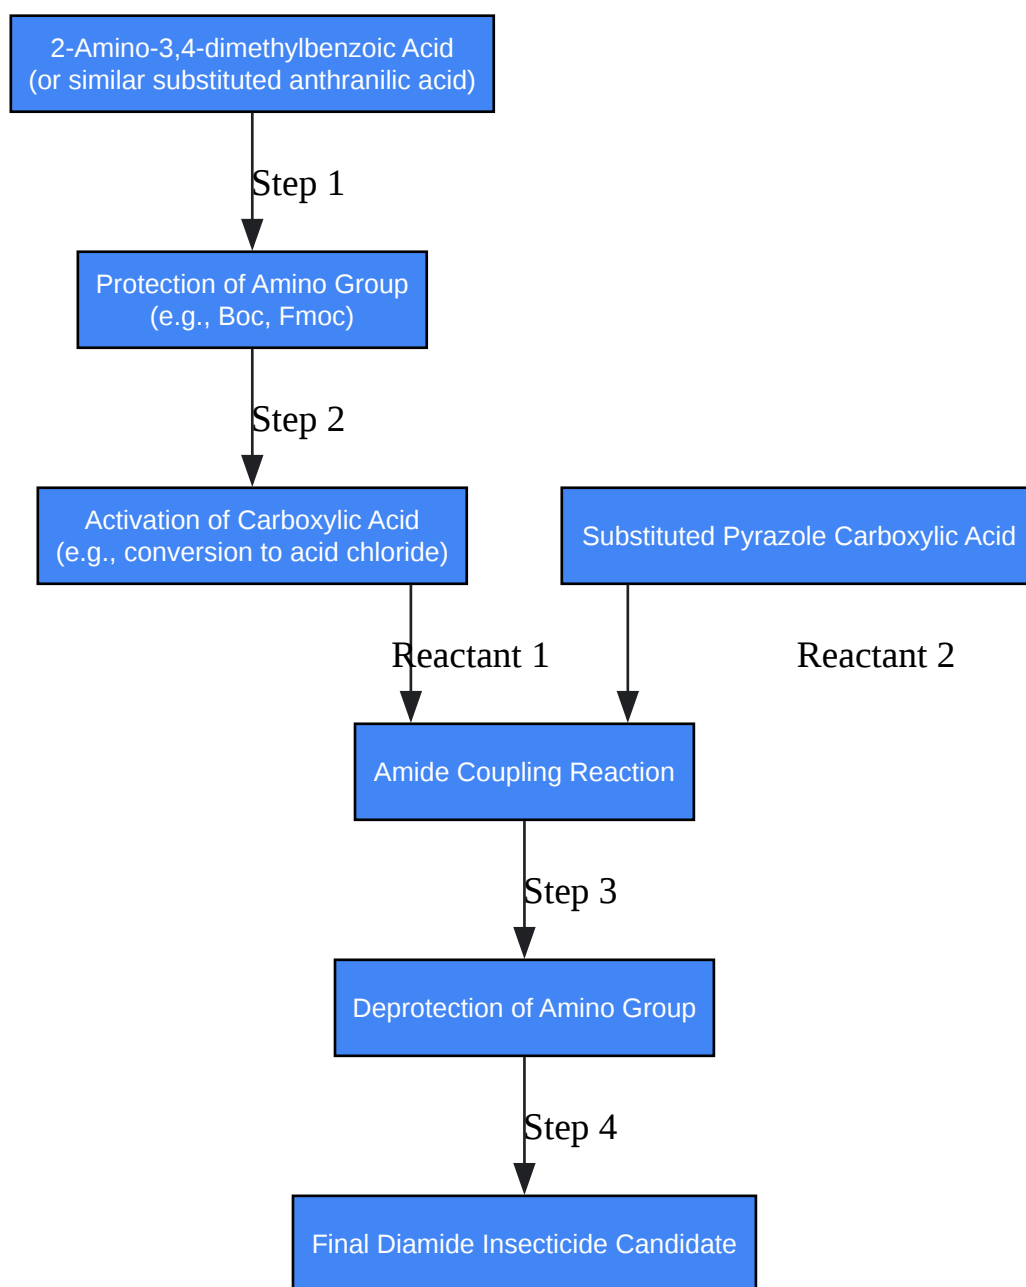 2-Amino-3,4-dimethylbenzoic Acid
(or similar substituted anthranilic acid)
Step 1
Protection of Amino Group
(e.g., Boc, Fmoc)
Step 2
Activation of Carboxylic Acid
(e.g., conversion to acid chloride)
Substituted Pyrazole Carboxylic Acid
Reactant 1
Reactant 2
Amide Coupling Reaction
Step 3
Deprotection of Amino Group
Step 4
Final Diamide Insecticide Candidate